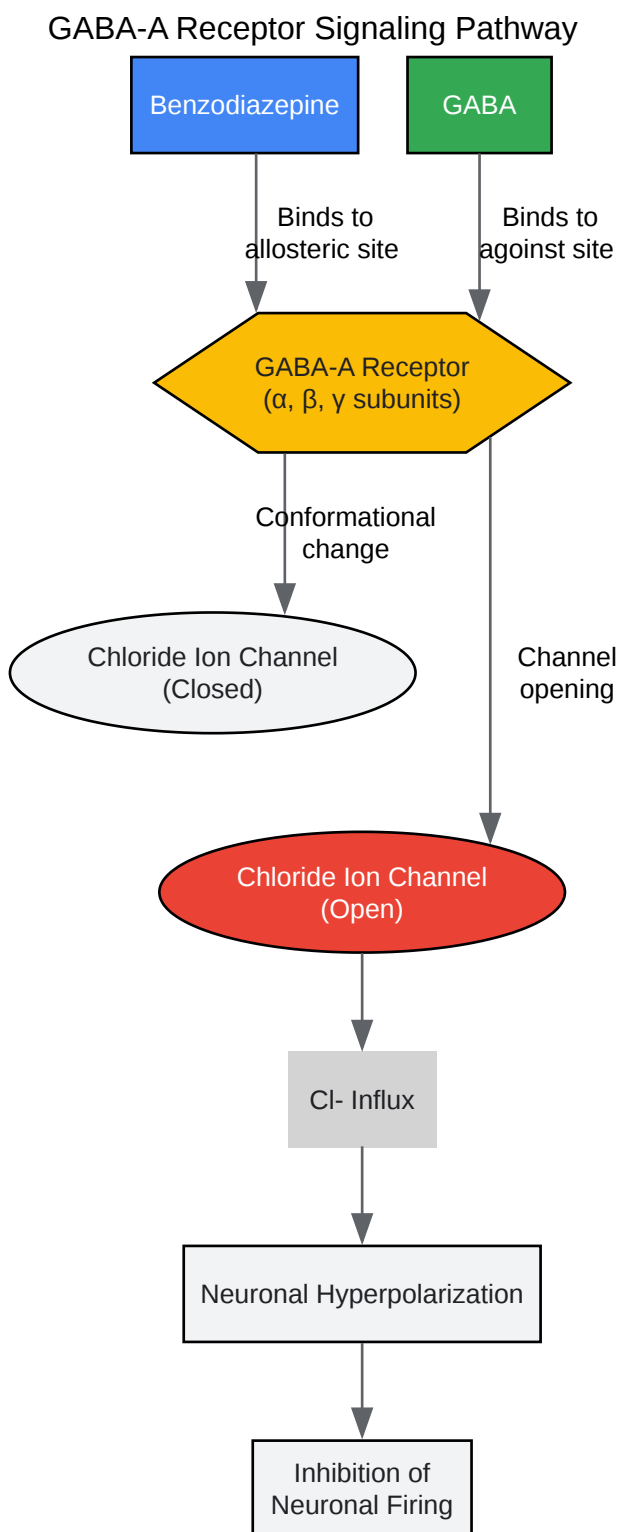 GABA-A Receptor Signaling Pathway
Benzodiazepine
GABA
Binds to
allosteric site
Binds to
agoinst site
GABA-A Receptor
(α, β, γ subunits)
Conformational
change
Chloride Ion Channel
(Closed)
Channel
opening
Chloride Ion Channel
(Open)
Cl- Influx
Neuronal Hyperpolarization
Inhibition of
Neuronal Firing